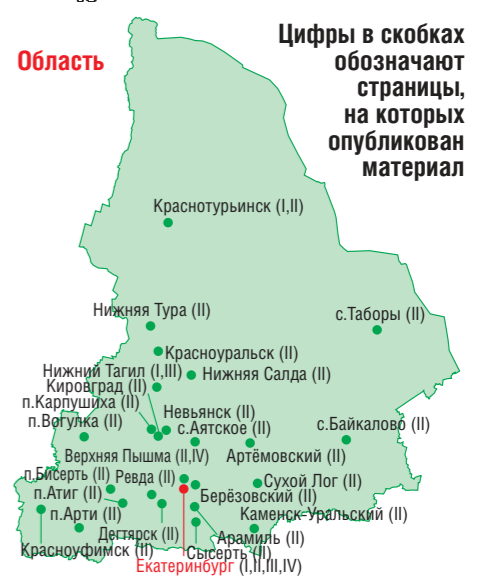 Область
Цифры в скобках
обозначают
страницы,
на которых
опубликован
материал
Краснотурьинск (I,II)
Нижняя Тура (II)
с.Таборы (II)
Красноуральск (II)
Нижний Тагил (I,III)
Нижняя Салда (II)
Кировград (II)
п.Карпушиха (II)
Невьянск (II)
п.Вогулка (II)
с.Аятское (II)
с.Байкалово (II)
Верхняя Пышма (II,IV)
Артёмовский (II)
п.Бисерть (II)
Ревда (II)
Сухой Лог (II)
п.Атиг (II)
Берёзовский (II)
п.Арти (II)
Каменск-Уральский (II)
Дегтярск (II)
Арамиль (II)
Красноуфимск (II)
Сысерть (II)
Екатеринбург (I,II,III,IV)